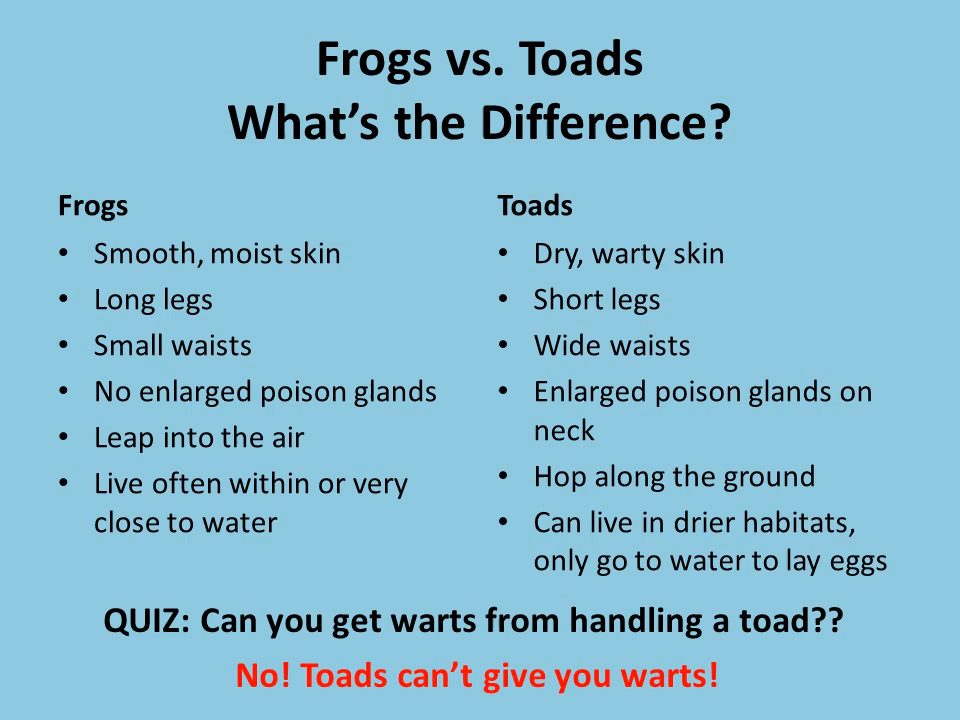 Frogs vs. Toads
What’s the Difference?
Frogs
• Smooth, moist skin
• Long legs
• Small waists
• No enlarged poison glands
• Leap into the air
• Live often within or very
close to water
Toads
• Dry, warty skin
• Short legs
• Wide waists
• Enlarged poison glands on
neck
• Hop along the ground
• Can live in drier habitats,
only go to water to lay eggs
QUIZ: Can you get warts from handling a toad??
No! Toads can’t give you warts!